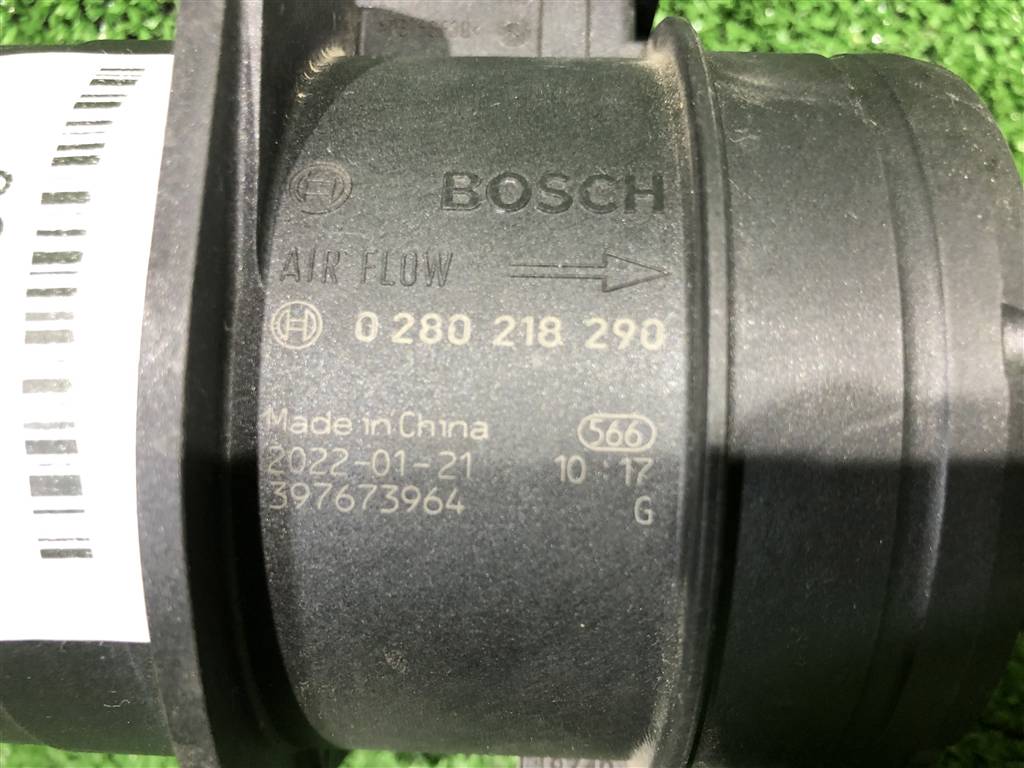 BOSCH
AIR FLOW
0 280 218 290
Made in China 566
2022-01-21 10:17
397673964 G